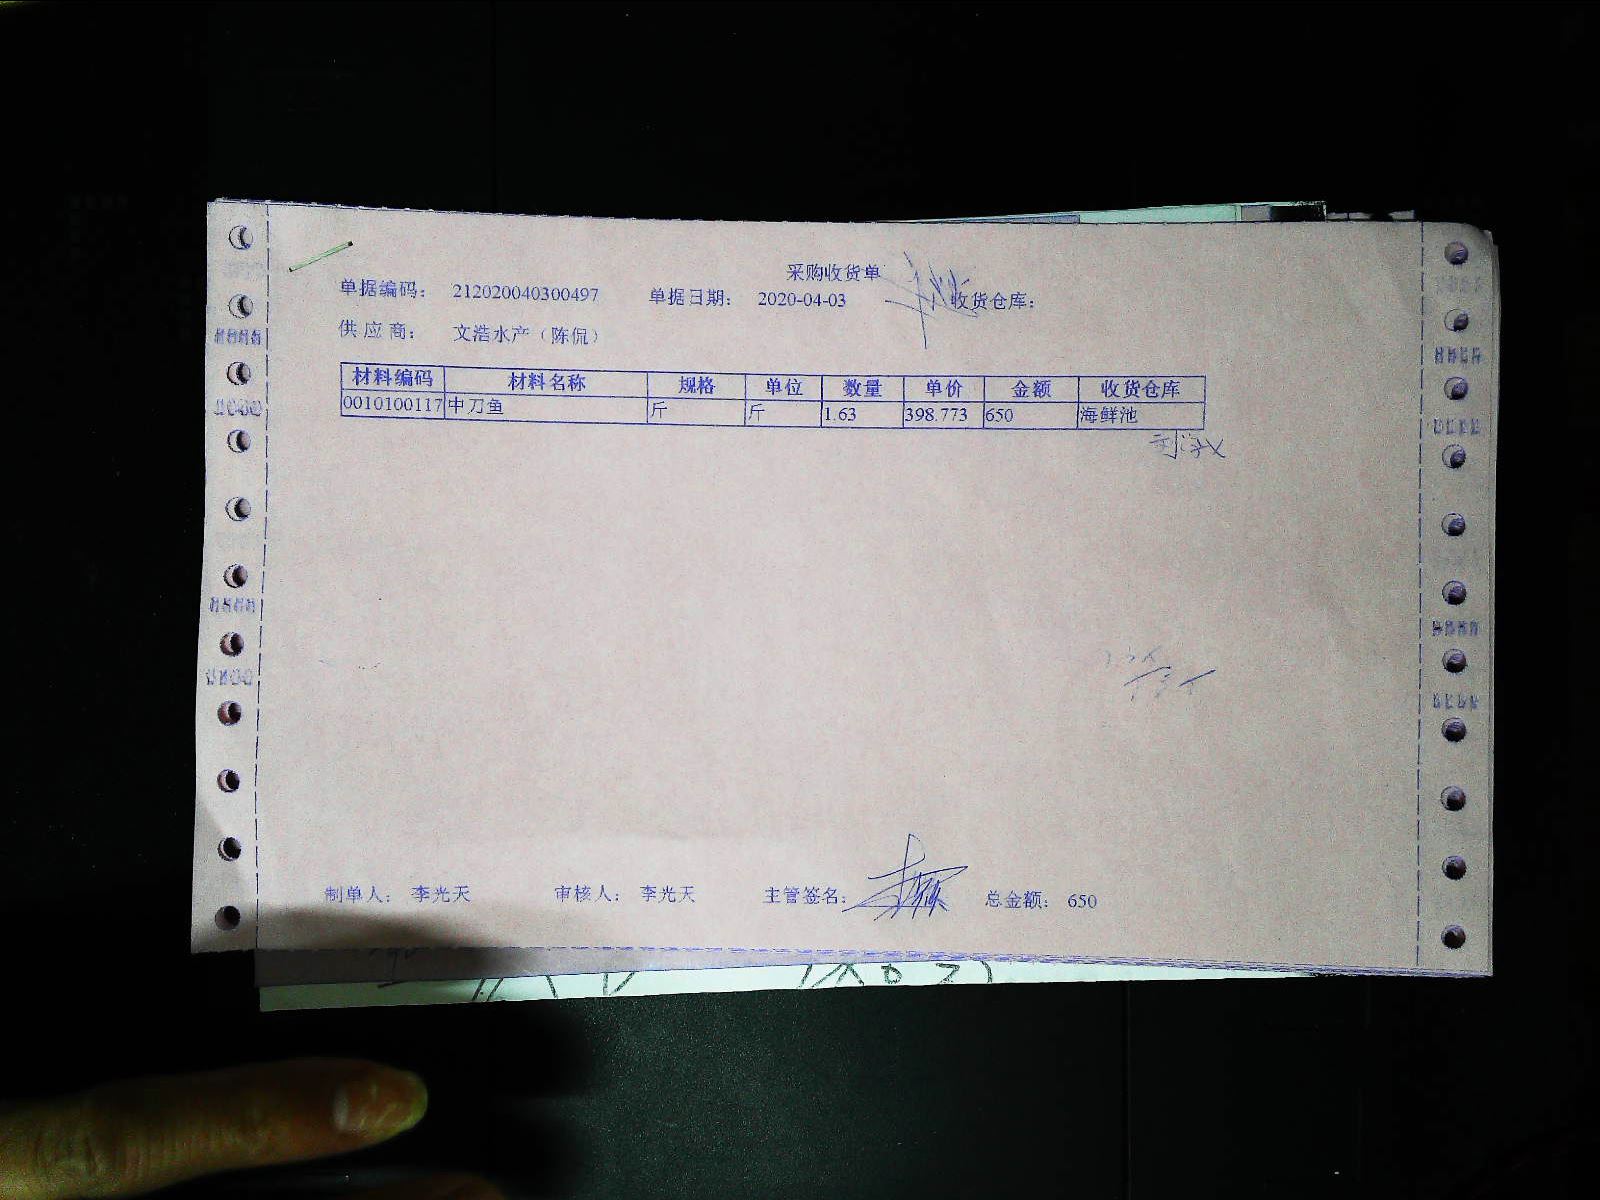 采购收货单
单据编码： 212020040300497 单据日期： 2020-04-03 收货仓库：
供 应 商： 文浩水产（陈侃）
材料编码 材料名称 规格 单位 数量 单价 金额 收货仓库
0010100117 中刀鱼 斤 斤 1.63 398.773 650 海鲜池
制单人： 李光天 审核人： 李光天 主管签名： 总金额： 650